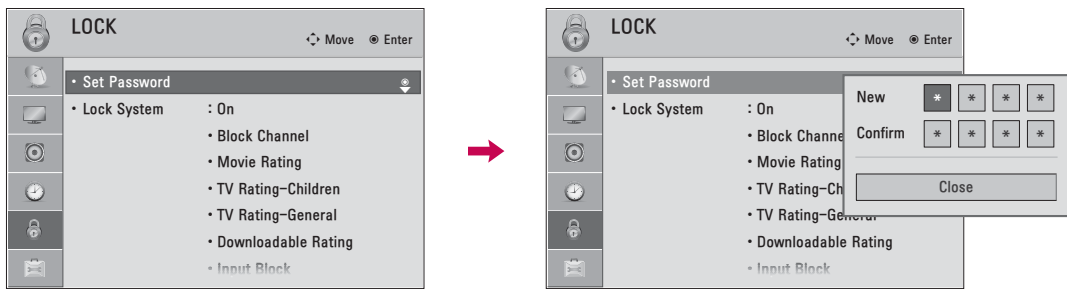 LOCK
Move Enter
• Set Password
• Lock System : On
• Block Channel
• Movie Rating
• TV Rating-Children
• TV Rating-General
• Downloadable Rating
• Input Block
LOCK
Move Enter
• Set Password
• Lock System : On
• Block Channe
• Movie Rating
• TV Rating-Ch
• TV Rating-General
• Downloadable Rating
• Input Block
New * * * *
Confirm * * * *
Close